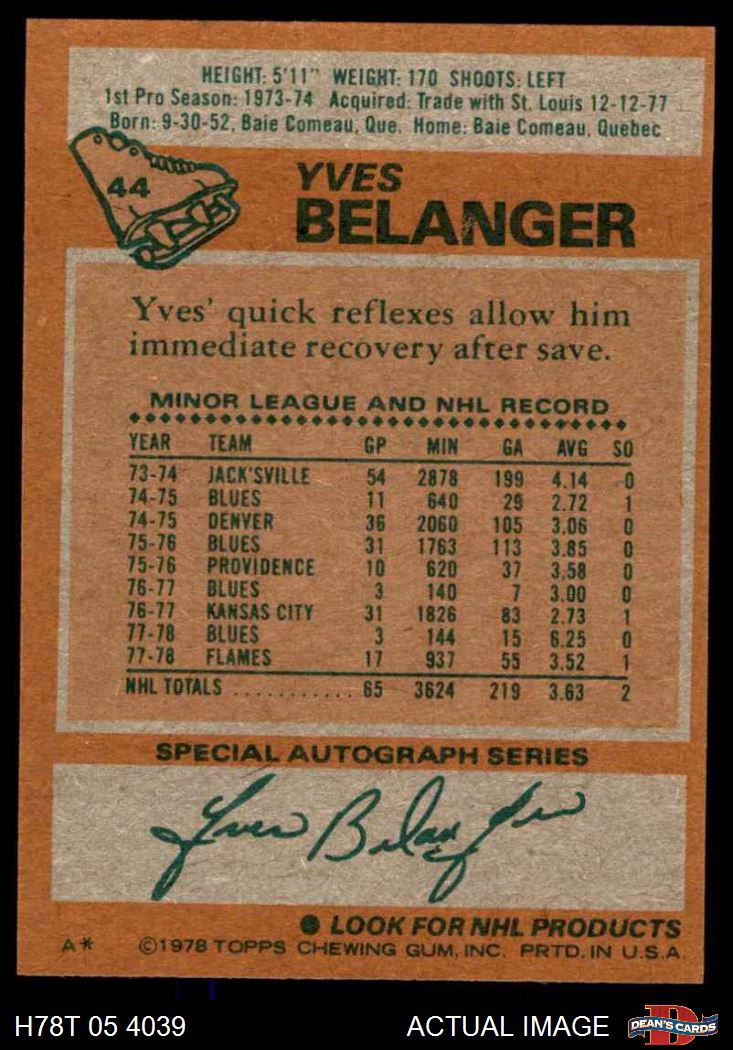 HEIGHT: 5'11" WEIGHT: 170 SHOOTS: LEFT
1st Pro Season: 1973-74 Acquired: Trade with St. Louis 12-12-77
Born: 9-30-52, Baie Comeau, Que. Home: Baie Comeau, Quebec
44
YVES
BELANGER
Yves' quick reflexes allow him
immediate recovery after save.
MINOR LEAGUE AND NHL RECORD
YEAR TEAM GP MIN GA AVG SO
73-74 JACK'SVILLE 54 2878 199 4.14 0
74-75 BLUES 11 640 29 2.72 1
74-75 DENVER 36 2060 105 3.06 0
75-76 BLUES 31 1763 113 3.85 0
75-76 PROVIDENCE 10 620 37 3.58 0
76-77 BLUES 3 140 7 3.00 0
76-77 KANSAS CITY 31 1826 83 2.73 1
77-78 BLUES 3 144 15 6.25 0
77-78 FLAMES 17 937 55 3.52 1
NHL TOTALS ............ 65 3624 219 3.63 2
SPECIAL AUTOGRAPH SERIES
Yves Belanger
● LOOK FOR NHL PRODUCTS
A* ©1978 TOPPS CHEWING GUM, INC. PRTD. IN U.S.A.
H78T 05 4039 ACTUAL IMAGE D DEAN'S CARDS